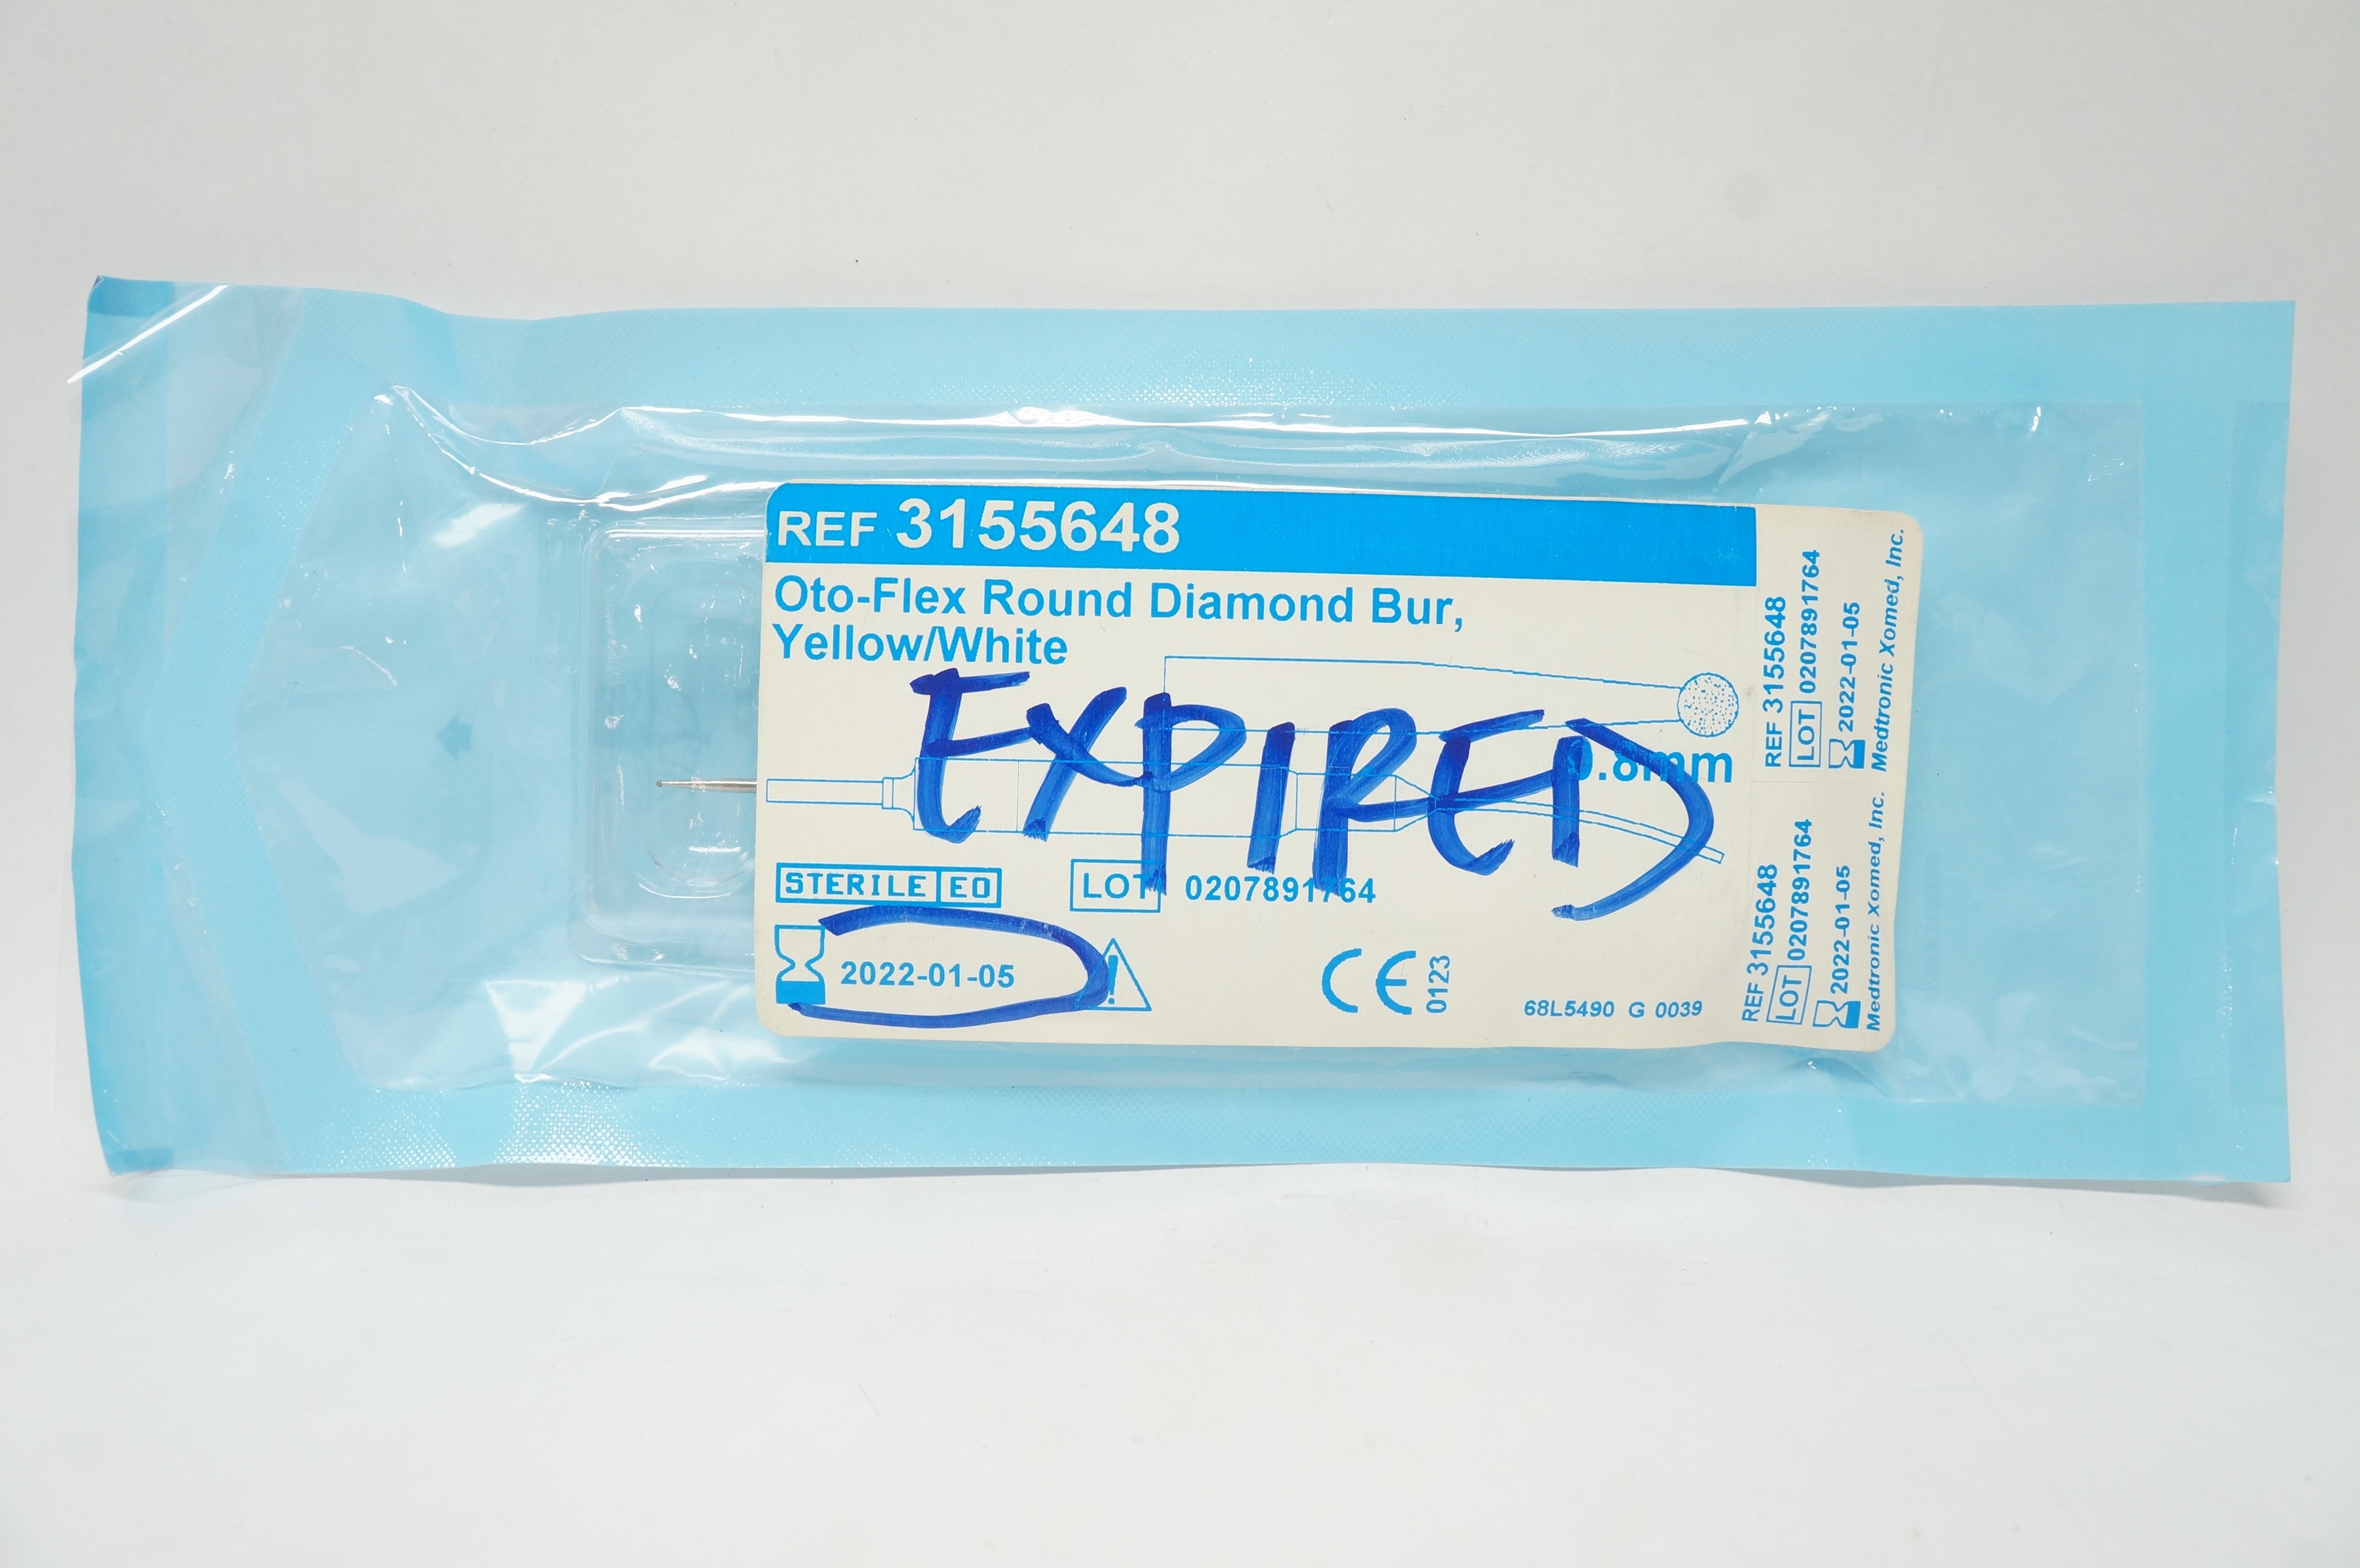 REF 3155648
Oto-Flex Round Diamond Bur,
Yellow/White
EXPIRED
0.8mm
STERILE EO
LOT 0207891764
2022-01-05
!
CE 0123
68L5490 G 0039
REF 3155648
LOT 0207891764
2022-01-05
Medtronic Xomed, Inc.
REF 3155648
LOT 0207891764
2022-01-05
Medtronic Xomed, Inc.